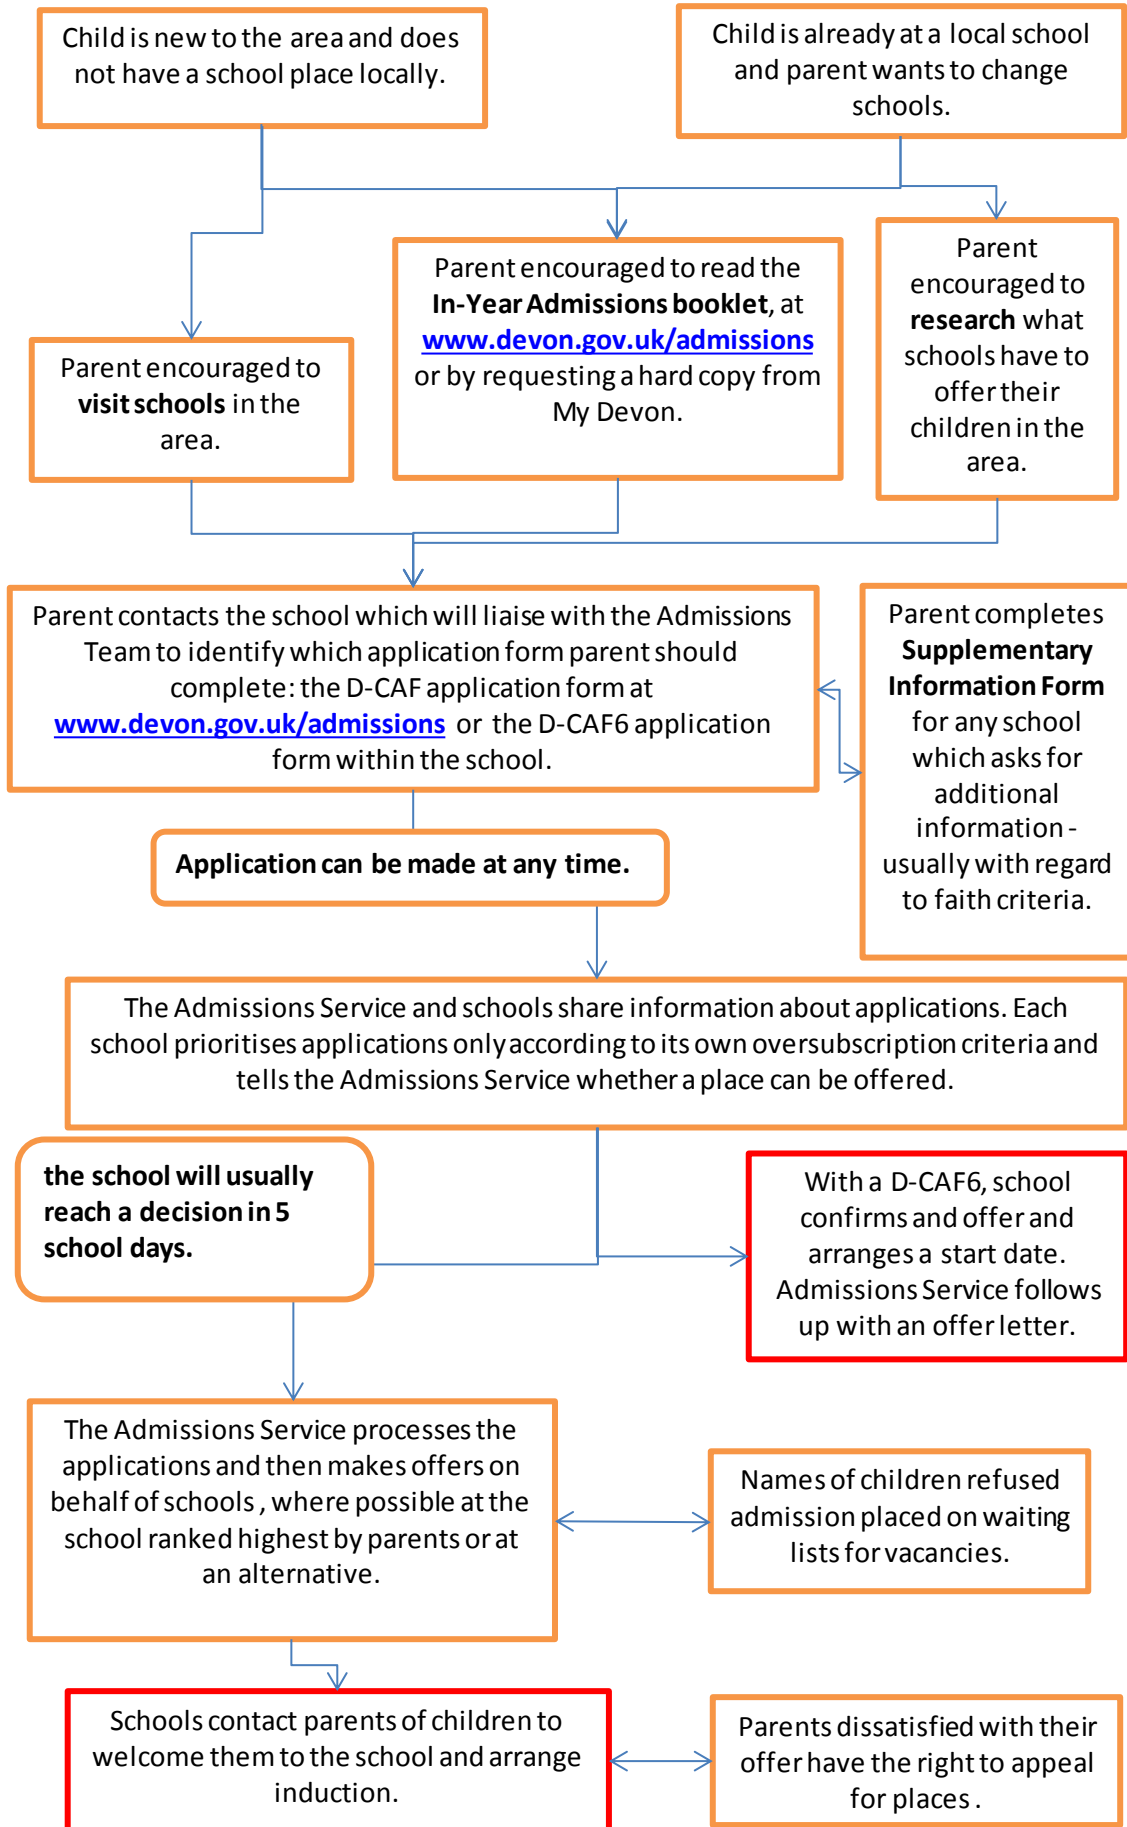 Child is new to the area and does
not have a school place locally.
Child is already at a local school
and parent wants to change
schools.
Parent encouraged to
visit schools in the
area.
Parent encouraged to read the
In-Year Admissions booklet, at
www.devon.gov.uk/admissions
or by requesting a hard copy from
My Devon.
Parent
encouraged to
research what
schools have to
offer their
children in the
area.
Parent contacts the school which will liaise with the Admissions
Team to identify which application form parent should
complete: the D-CAF application form at
www.devon.gov.uk/admissions or the D-CAF6 application
form within the school.
Parent completes
Supplementary
Information Form
for any school
which asks for
additional
information -
usually with regard
to faith criteria.
Application can be made at any time.
The Admissions Service and schools share information about applications. Each
school prioritises applications only according to its own oversubscription criteria and
tells the Admissions Service whether a place can be offered.
the school will usually
reach a decision in 5
school days.
With a D-CAF6, school
confirms and offer and
arranges a start date.
Admissions Service follows
up with an offer letter.
The Admissions Service processes the
applications and then makes offers on
behalf of schools , where possible at the
school ranked highest by parents or at
an alternative.
Names of children refused
admission placed on waiting
lists for vacancies.
Schools contact parents of children to
welcome them to the school and arrange
induction.
Parents dissatisfied with their
offer have the right to appeal
for places .